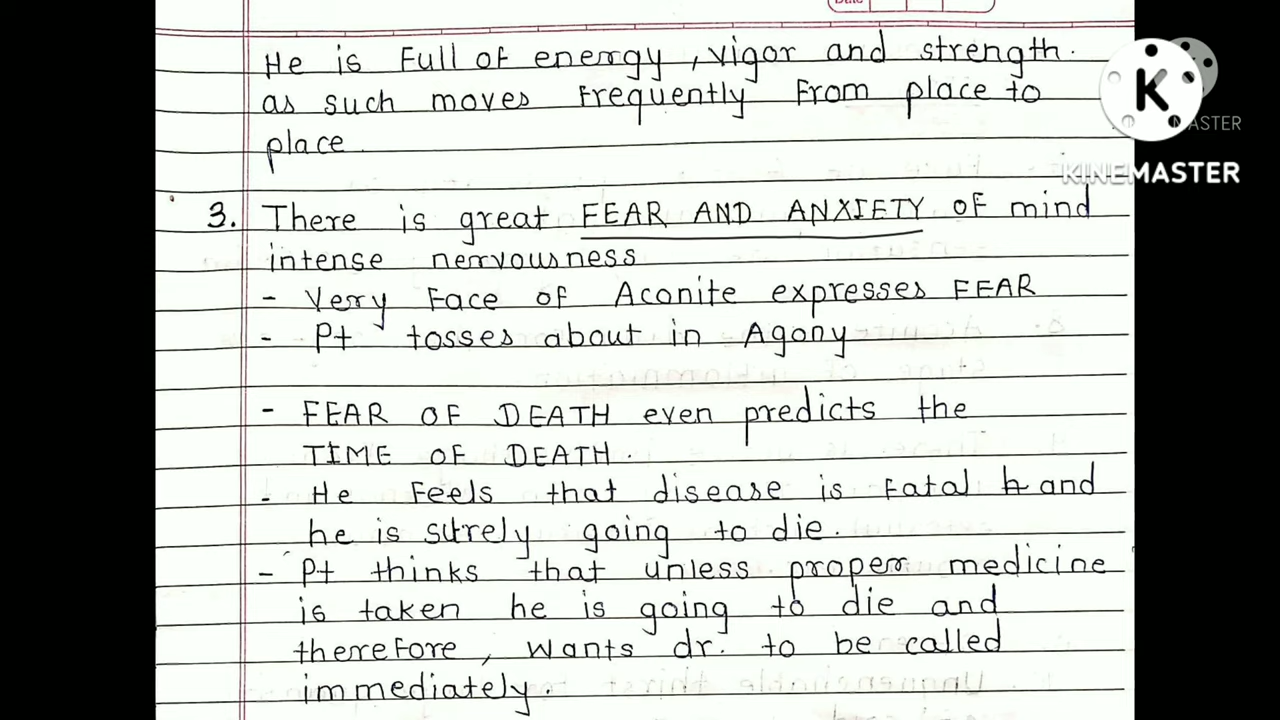 Date
He is Full of energy, vigor and strength.
as such moves frequently from place to
place.
3. There is great FEAR AND ANXIETY of mind
intense nervousness
- Very Face of Aconite expresses FEAR
- Pt tosses about in Agony
- FEAR OF DEATH even predicts the
TIME OF DEATH.
- He Feels that disease is Fatal and
he is surely going to die.
- Pt thinks that unless proper medicine
is taken he is going to die and
therefore, wants dr. to be called
immediately.
K
MASTER
KINEMASTER